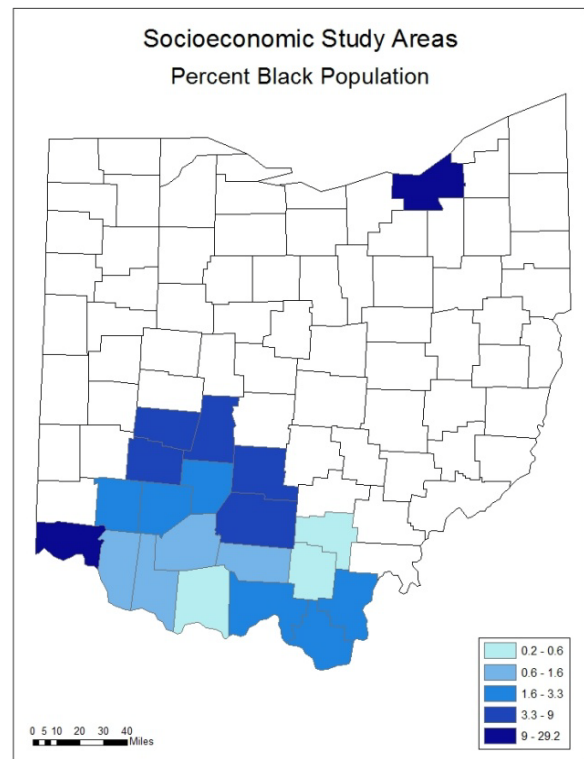 Socioeconomic Study Areas
Percent Black Population
0.2 - 0.6
0.6 - 1.6
1.6 - 3.3
3.3 - 9
9 - 29.2
0 5 10 20 30 40
Miles